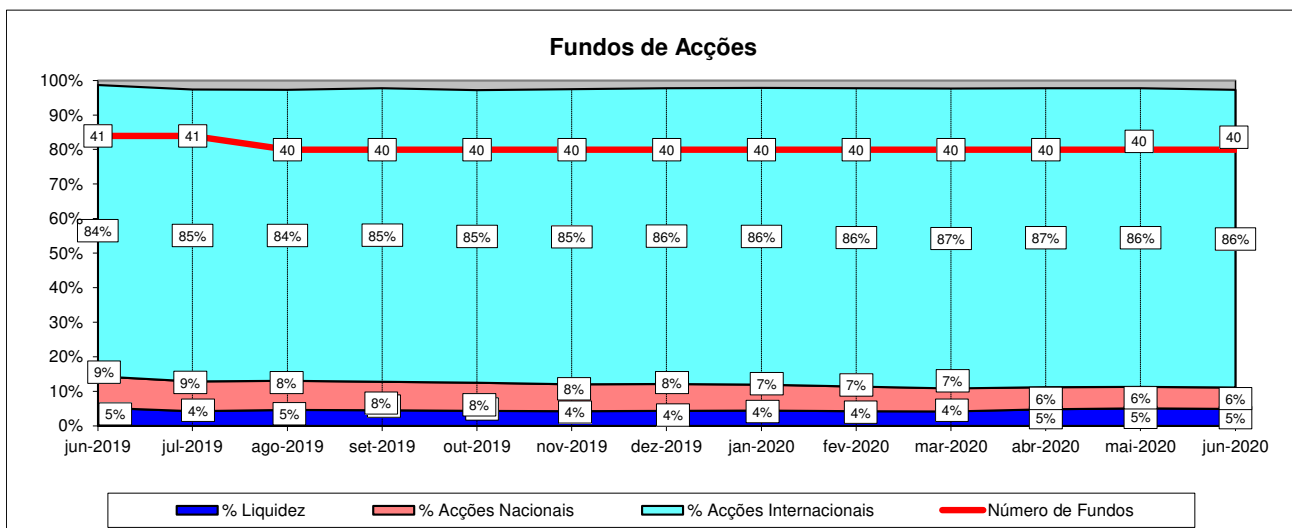 Fundos de Acções
100%
90%
80%
70%
60%
50%
40%
30%
20%
10%
0%
41 41 40 40 40 40 40 40 40 40 40 40 40
84% 85% 84% 85% 85% 85% 86% 86% 86% 87% 87% 86% 86%
9% 9% 8% 8% 8% 8% 8% 7% 7% 7% 6% 6% 6%
5% 4% 5% 4% 4% 4% 4% 4% 5% 5% 5%
jun-2019 jul-2019 ago-2019 set-2019 out-2019 nov-2019 dez-2019 jan-2020 fev-2020 mar-2020 abr-2020 mai-2020 jun-2020
% Liquidez % Acções Nacionais % Acções Internacionais Número de Fundos